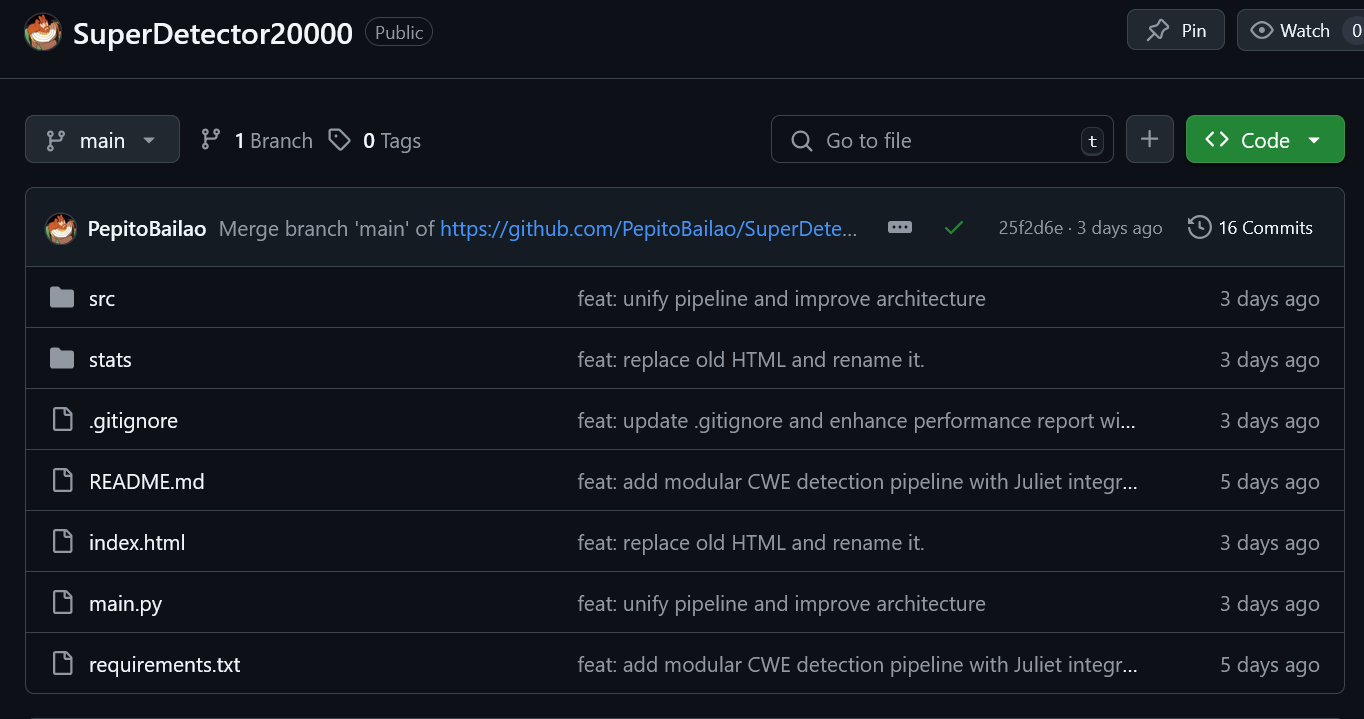 SuperDetector20000 Public Pin Watch 0
main 1 Branch 0 Tags Go to file t + Code
PepitoBailao Merge branch 'main' of https://github.com/PepitoBailao/SuperDete... 25f2d6e · 3 days ago 16 Commits
src feat: unify pipeline and improve architecture 3 days ago
stats feat: replace old HTML and rename it. 3 days ago
.gitignore feat: update .gitignore and enhance performance report wi... 3 days ago
README.md feat: add modular CWE detection pipeline with Juliet integr... 5 days ago
index.html feat: replace old HTML and rename it. 3 days ago
main.py feat: unify pipeline and improve architecture 3 days ago
requirements.txt feat: add modular CWE detection pipeline with Juliet integr... 5 days ago